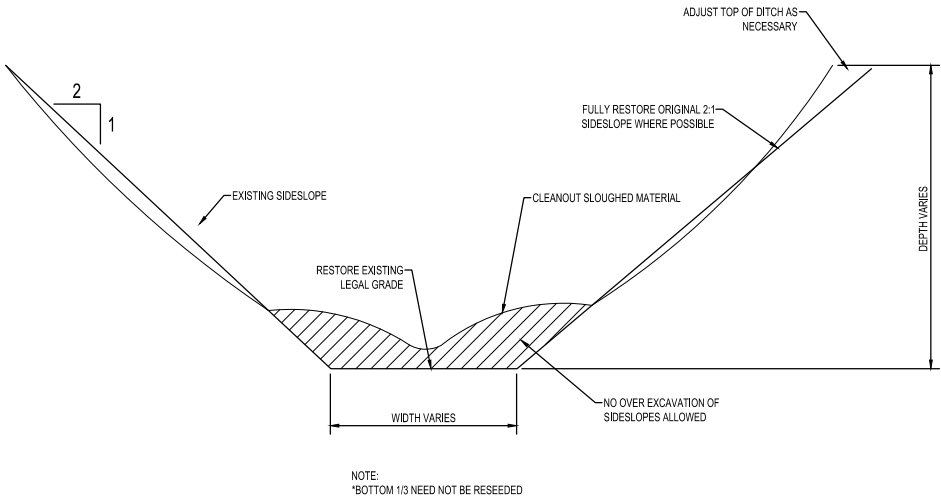 ADJUST TOP OF DITCH AS
NECESSARY
2
1
FULLY RESTORE ORIGINAL 2:1
SIDESLOPE WHERE POSSIBLE
EXISTING SIDESLOPE
CLEANOUT SLOUGHED MATERIAL
DEPTH VARIES
RESTORE EXISTING
LEGAL GRADE
NO OVER EXCAVATION OF
SIDESLOPES ALLOWED
WIDTH VARIES
NOTE:
*BOTTOM 1/3 NEED NOT BE RESEEDED